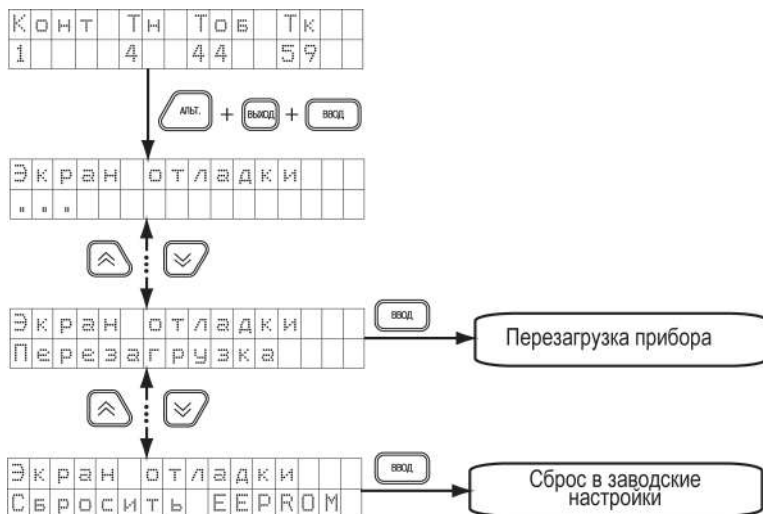 Конт Тн Тоб Тк
1 4 44 59
АЛЬТ. + ВЫХОД + ВВОД
Экран отладки
...
Экран отладки
Перезагрузка
ВВОД
Перезагрузка прибора
Экран отладки
Сбросить EEPROM
ВВОД
Сброс в заводские
настройки